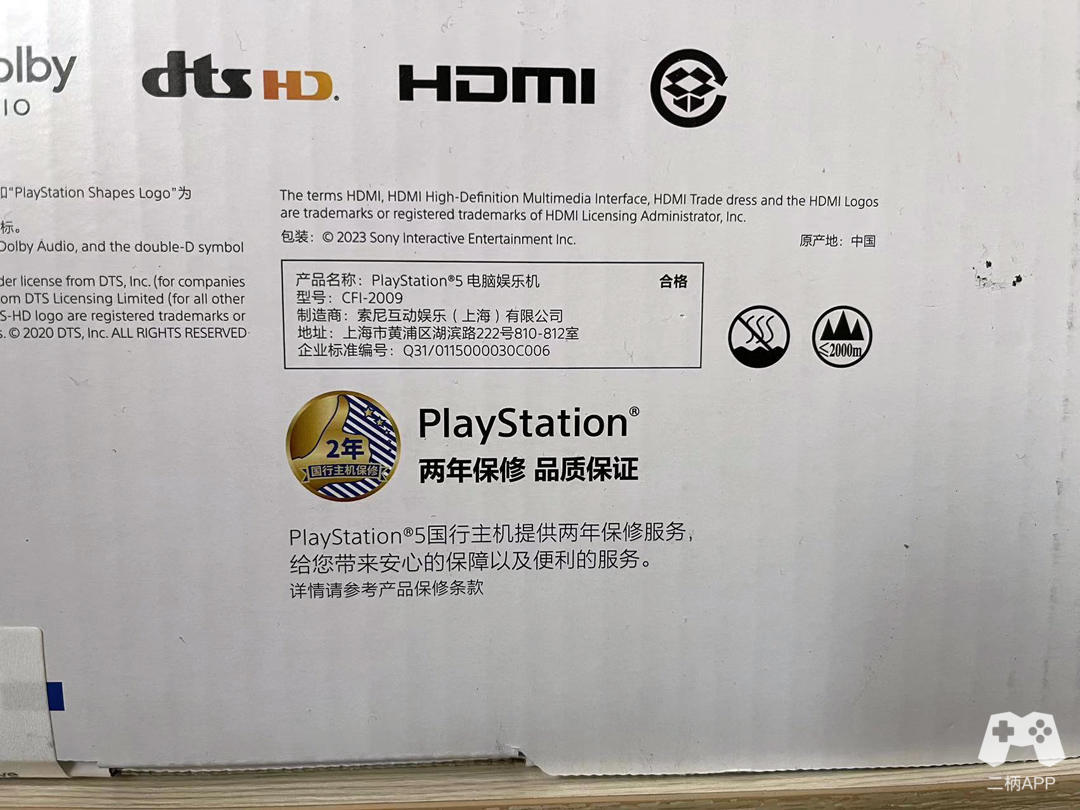 olby
IO
dts HD.
HDMI
和“PlayStation Shapes Logo”为
标。
Dolby Audio, and the double-D symbol
der license from DTS, Inc. (for companies
om DTS Licensing Limited (for all other
S-HD logo are registered trademarks or
s. © 2020 DTS, Inc. ALL RIGHTS RESERVED
The terms HDMI, HDMI High-Definition Multimedia Interface, HDMI Trade dress and the HDMI Logos
are trademarks or registered trademarks of HDMI Licensing Administrator, Inc.
包装：© 2023 Sony Interactive Entertainment Inc.
原产地：中国
产品名称：PlayStation®5 电脑娱乐机 合格
型号：CFI-2009
制造商：索尼互动娱乐（上海）有限公司
地址：上海市黄浦区湖滨路222号810-812室
企业标准编号：Q31/0115000030C006
≤2000m
2年
国行主机保修
PlayStation®
两年保修 品质保证
PlayStation®5国行主机提供两年保修服务，
给您带来安心的保障以及便利的服务。
详情请参考产品保修条款
二柄APP